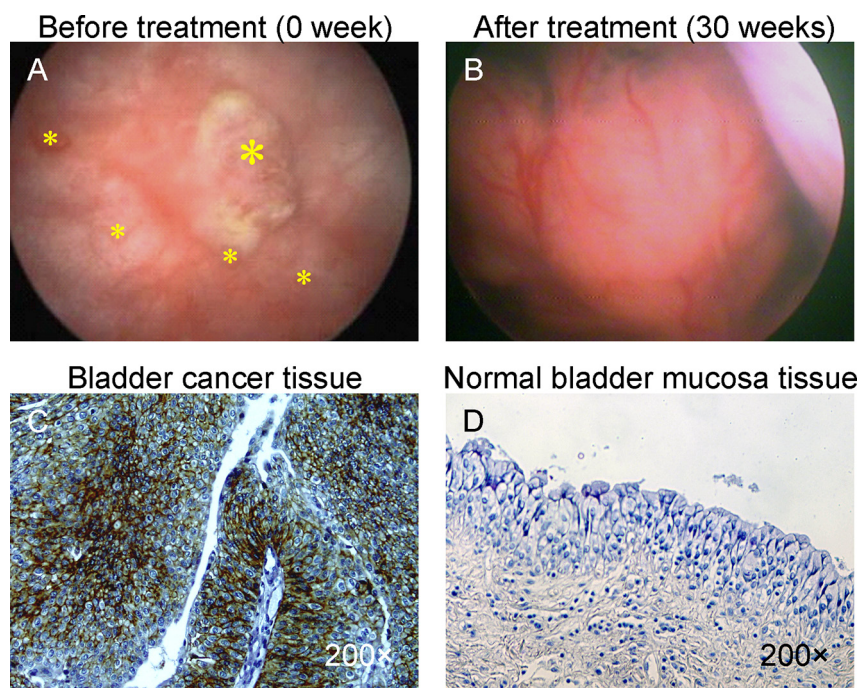 Before treatment (0 week)
After treatment (30 weeks)
A
*
*
*
*
*
B
Bladder cancer tissue
Normal bladder mucosa tissue
C
200×
D
200×